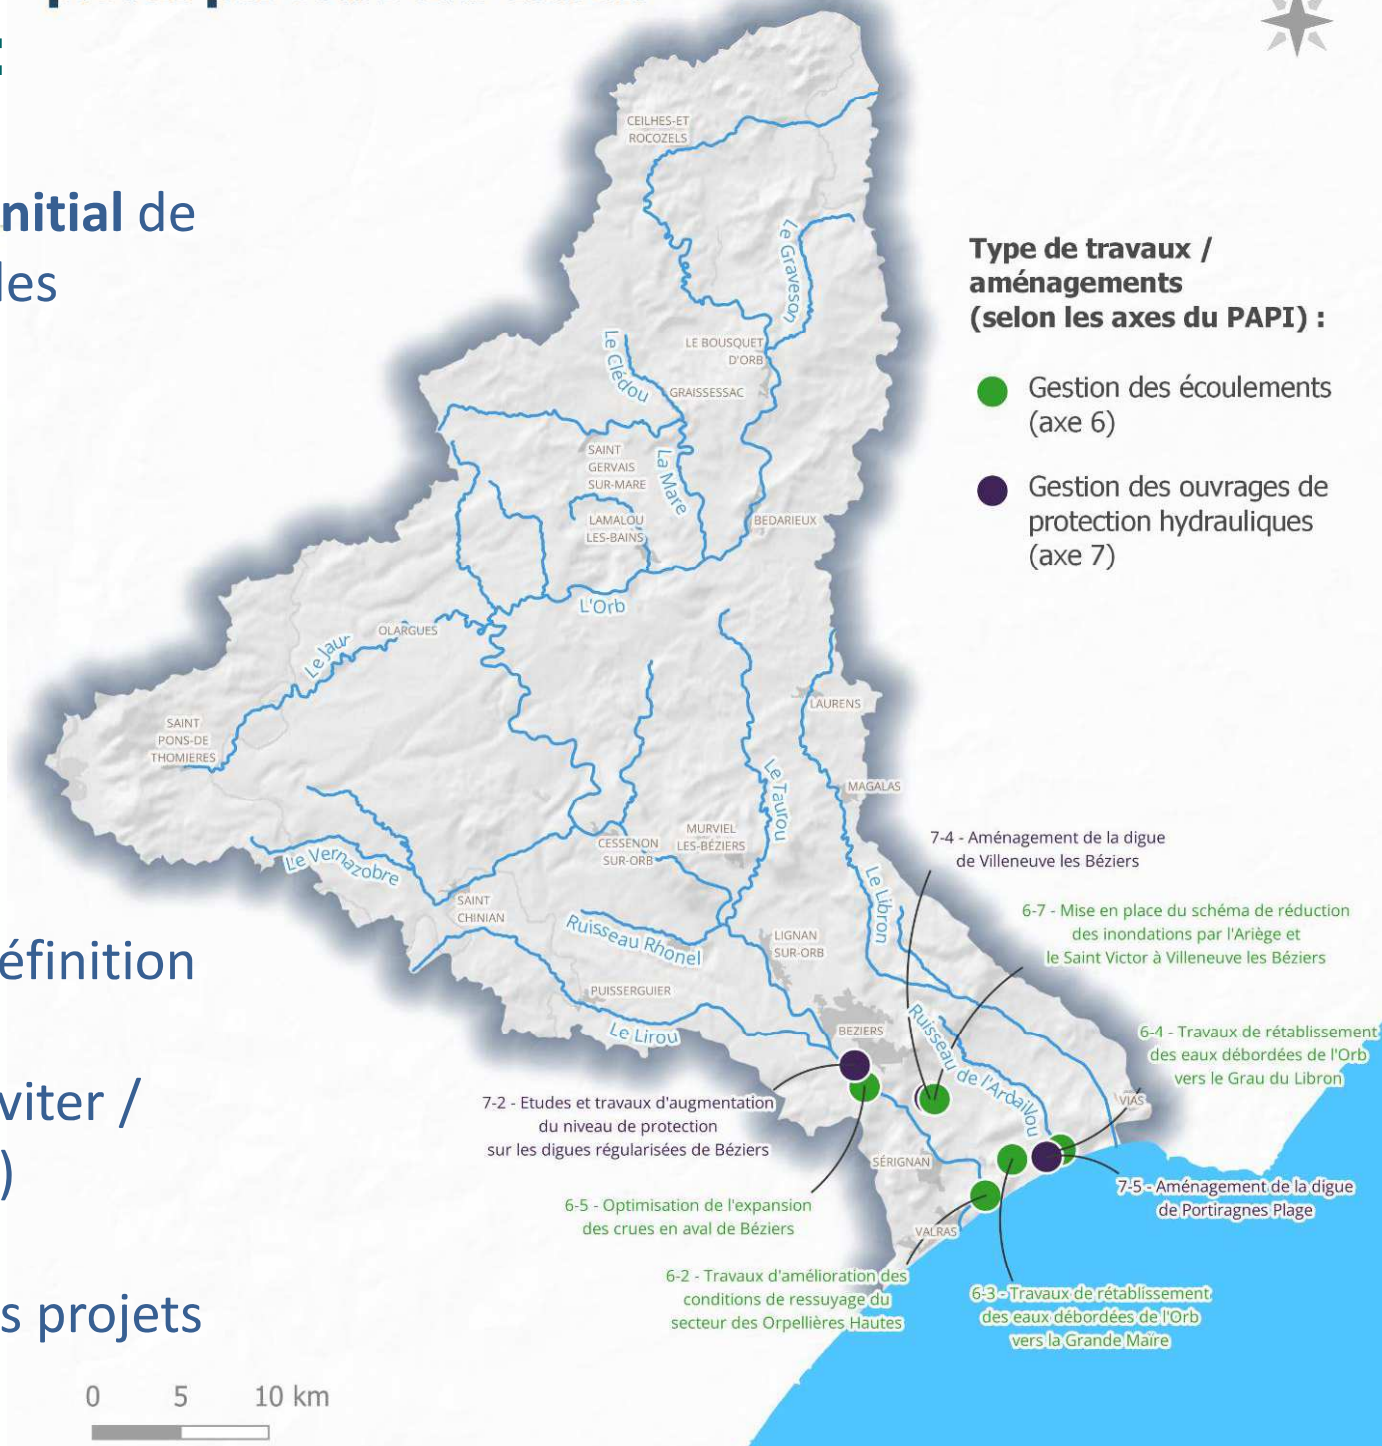 :
nitial de
les
éfinition
viter /
)
s projets
Type de travaux /
aménagements
(selon les axes du PAPI) :
Gestion des écoulements
(axe 6)
Gestion des ouvrages de
protection hydrauliques
(axe 7)
CEILHES-ET
ROCOZELS
Le Graveson
LE BOUSQUET
D'ORB
Le Clédou
GRAISSESSAC
SAINT
GERVAIS
SUR-MARE
La Mare
LAMALOU
LES-BAINS
BEDARIEUX
L'Orb
OLARGUES
Le Jaur
SAINT
PONS-DE
THOMIERES
LAURENS
MAGALAS
Le Taurou
MURVIEL
LES-BÉZIERS
CESSENON
SUR-ORB
Le Vernazobre
SAINT
CHINIAN
Le Libron
Ruisseau Rhonel
LIGNAN
SUR-ORB
PUISSERGUIER
Le Lirou
BEZIERS
Ruisseau de l'Ardaillou
VIAS
SÉRIGNAN
VALRAS
7-4 - Aménagement de la digue
de Villeneuve les Béziers
6-7 - Mise en place du schéma de réduction
des inondations par l'Ariège et
le Saint Victor à Villeneuve les Béziers
6-4 - Travaux de rétablissement
des eaux débordées de l'Orb
vers le Grau du Libron
7-2 - Etudes et travaux d'augmentation
du niveau de protection
sur les digues régularisées de Béziers
7-5 - Aménagement de la digue
de Portiragnes Plage
6-5 - Optimisation de l'expansion
des crues en aval de Béziers
6-2 - Travaux d'amélioration des
conditions de ressuyage du
secteur des Orpellières Hautes
6-3 - Travaux de rétablissement
des eaux débordées de l'Orb
vers la Grande Maïre
0 5 10 km